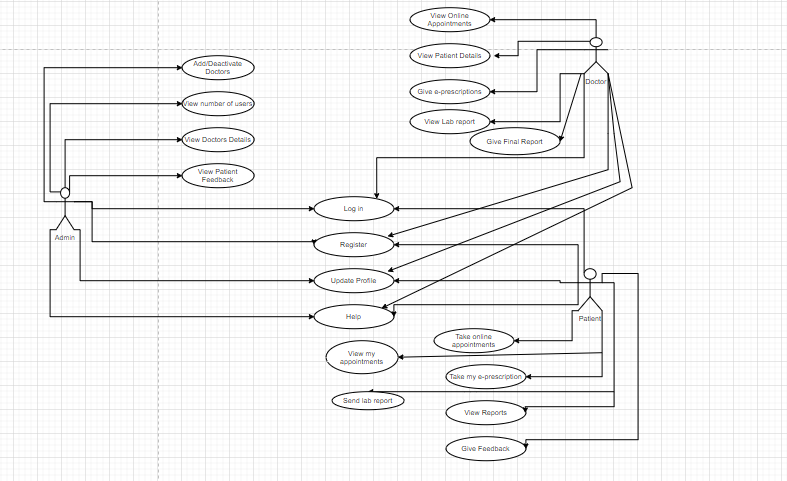 View Online
Appointments
View Patient Details
Add/Deactivate
Doctors
Doctor
Give e-prescriptions
View number of users
View Lab report
View Doctors Details
Give Final Report
View Patient
Feedback
Log in
Admin
Register
Update Profile
Help
Patient
Take online
appointments
View my
appointments
Take my e-prescription
Send lab report
View Reports
Give Feedback